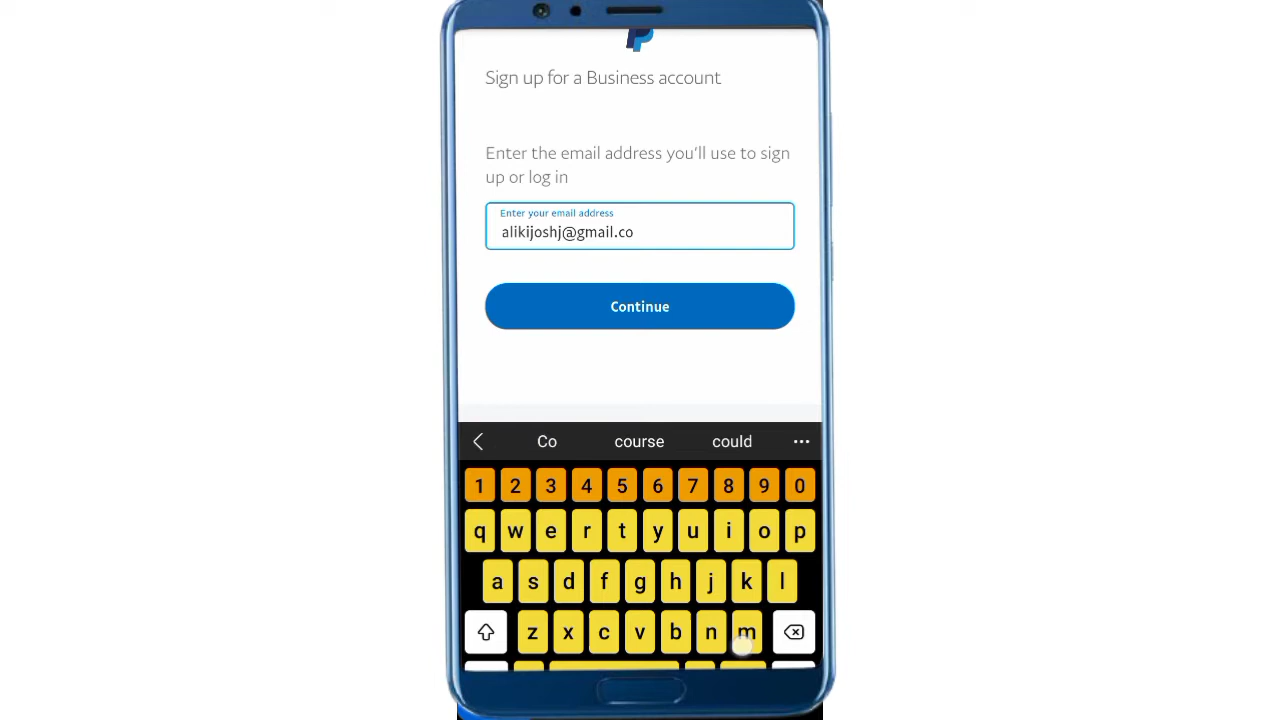 Sign up for a Business account
Enter the email address you'll use to sign
up or log in
Enter your email address
alikijoshj@gmail.co
Continue
Co course could
1 2 3 4 5 6 7 8 9 0
q w e r t y u i o p
a s d f g h j k l
z x c v b n m